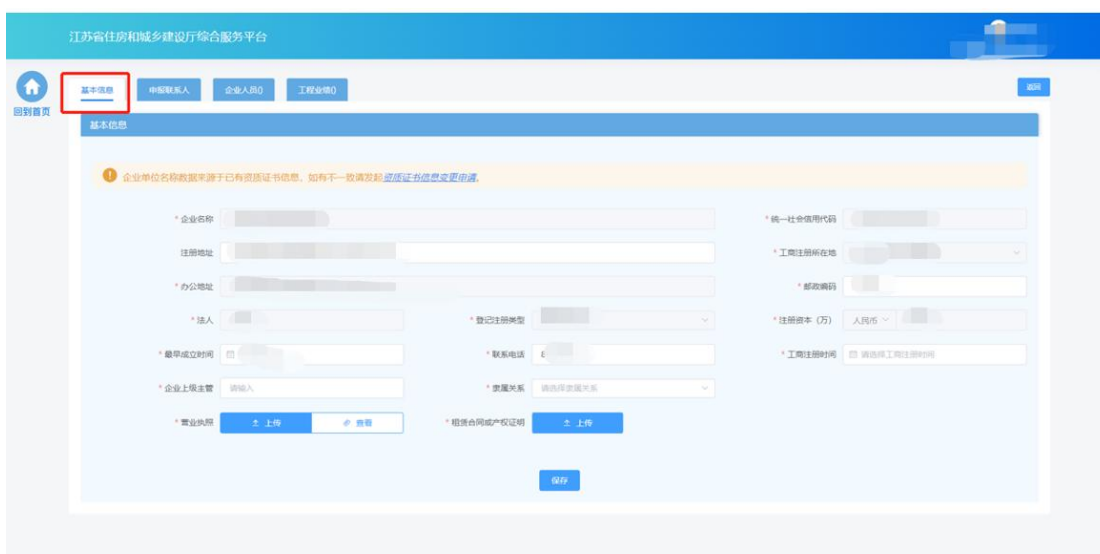 江苏省住房和城乡建设厅综合服务平台
回到首页
基本信息 申报联系人 企业人员() 工程业绩() 返回
基本信息
企业单位名称数据来源于已有资质证书信息，如有不一致请发起 资质证书信息变更申请。
* 企业名称 * 统一社会信用代码
注册地址 * 工商注册所在地
* 办公地址 * 邮政编码
* 法人 * 登记注册类型 * 注册资本（万） 人民币
* 最早成立时间 * 联系电话 * 工商注册时间 请选择工商注册时间
* 企业上级主管 请输入 * 隶属关系 请选择隶属关系
* 营业执照 上传 查看 * 租赁合同或产权证明 上传
保存